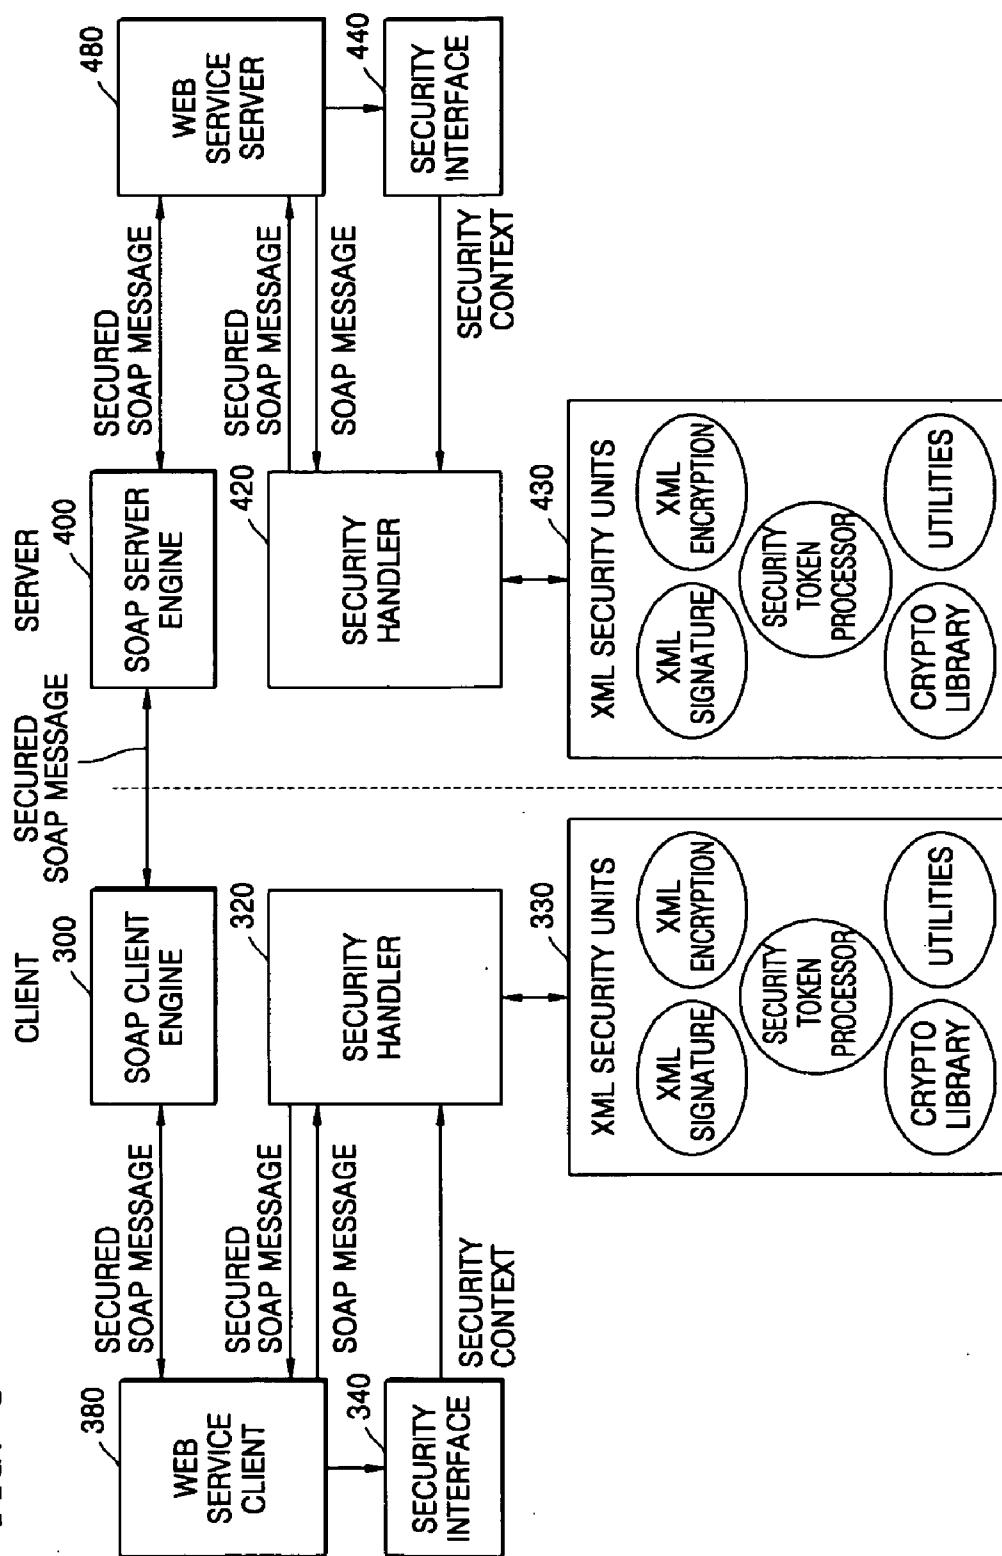 CLIENT
SERVER
SECURED
SOAP MESSAGE
380
WEB
SERVICE
CLIENT
SECURED
SOAP MESSAGE
300
SOAP CLIENT
ENGINE
400
SOAP SERVER
ENGINE
SECURED
SOAP MESSAGE
480
WEB
SERVICE
SERVER
SECURED
SOAP MESSAGE
SOAP MESSAGE
320
SECURITY
HANDLER
420
SECURITY
HANDLER
SECURED
SOAP MESSAGE
SOAP MESSAGE
340
SECURITY
INTERFACE
SECURITY
CONTEXT
SECURITY
CONTEXT
440
SECURITY
INTERFACE
330
XML SECURITY UNITS
XML
SIGNATURE
XML
ENCRYPTION
SECURITY
TOKEN
PROCESSOR
CRYPTO
LIBRARY
UTILITIES
430
XML SECURITY UNITS
XML
SIGNATURE
XML
ENCRYPTION
SECURITY
TOKEN
PROCESSOR
CRYPTO
LIBRARY
UTILITIES